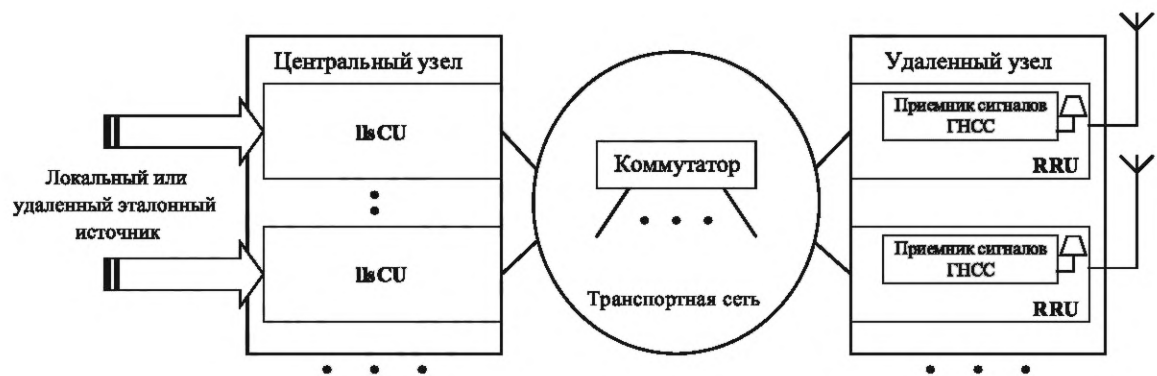 Центральный узел
llsCU
llsCU
Локальный или
удаленный эталонный
источник
Коммутатор
Транспортная сеть
Удаленный узел
Приемник сигналов
ГНСС
RRU
Приемник сигналов
ГНСС
RRU